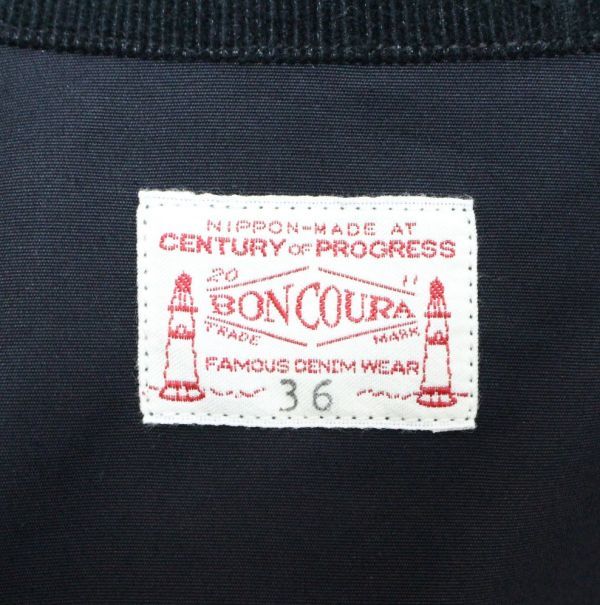 NIPPON-MADE AT
CENTURY OF PROGRESS
20 11
BONCOURA
TRADE MARK
FAMOUS DENIM WEAR
36